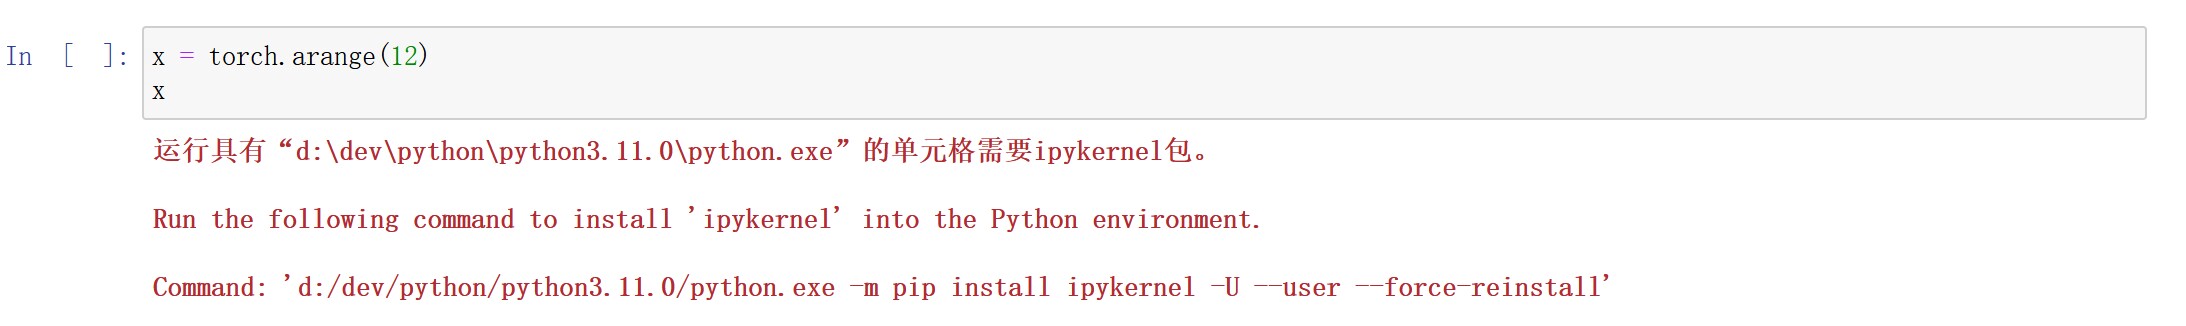 In [ ]: x = torch.arange(12)
x
运行具有“d:\dev\python\python3.11.0\python.exe”的单元格需要ipykernel包。
Run the following command to install 'ipykernel' into the Python environment.
Command: 'd:/dev/python/python3.11.0/python.exe -m pip install ipykernel -U --user --force-reinstall'